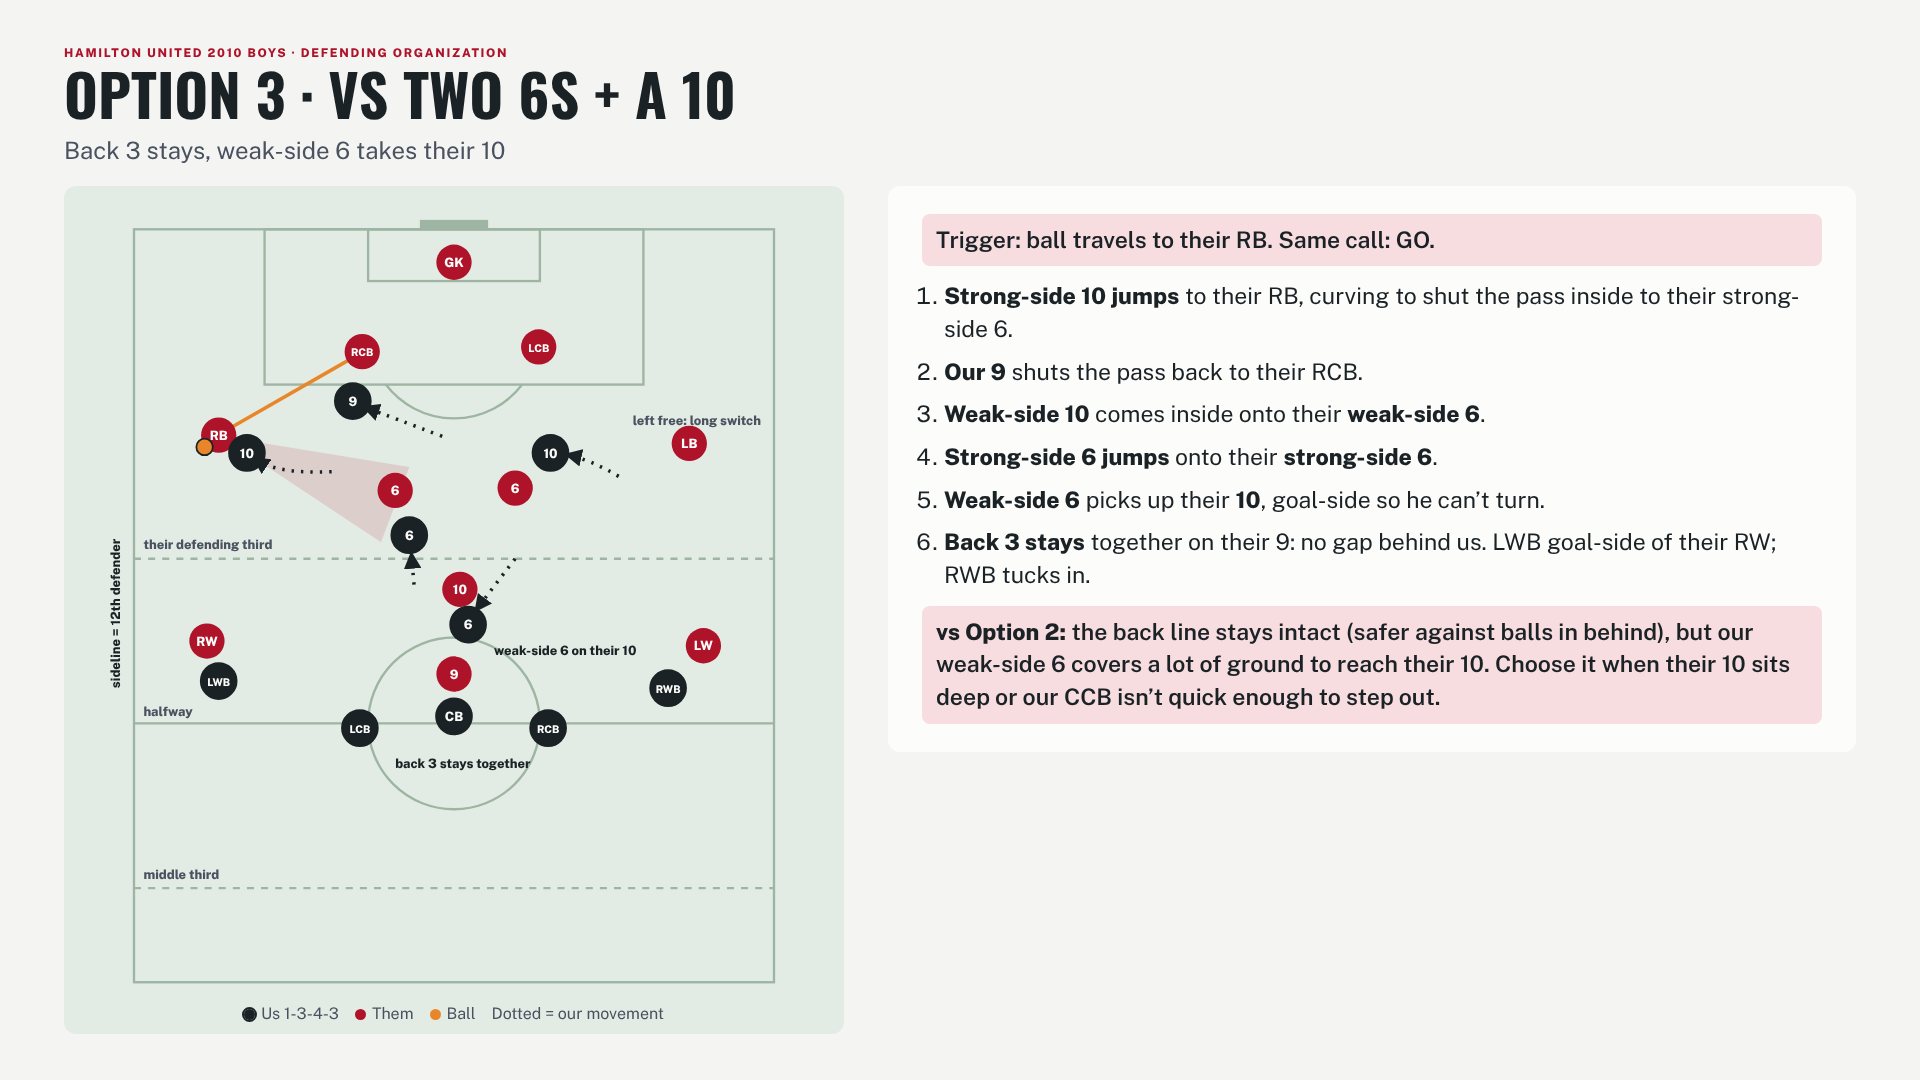 HAMILTON UNITED 2010 BOYS · DEFENDING ORGANIZATION
OPTION 3 · VS TWO 6S + A 10
Back 3 stays, weak-side 6 takes their 10
GK
RCB
LCB
9
left free: long switch
RB
LB
10
10
6
6
6
their defending third
sideline = 12th defender
10
6
RW
weak-side 6 on their 10
LW
9
LWB
RWB
halfway
CB
LCB
RCB
back 3 stays together
middle third
Us 1-3-4-3 Them Ball Dotted = our movement
Trigger: ball travels to their RB. Same call: GO.
1. Strong-side 10 jumps to their RB, curving to shut the pass inside to their strong-
side 6.
2. Our 9 shuts the pass back to their RCB.
3. Weak-side 10 comes inside onto their weak-side 6.
4. Strong-side 6 jumps onto their strong-side 6.
5. Weak-side 6 picks up their 10, goal-side so he can’t turn.
6. Back 3 stays together on their 9: no gap behind us. LWB goal-side of their RW;
RWB tucks in.
vs Option 2: the back line stays intact (safer against balls in behind), but our
weak-side 6 covers a lot of ground to reach their 10. Choose it when their 10 sits
deep or our CCB isn’t quick enough to step out.